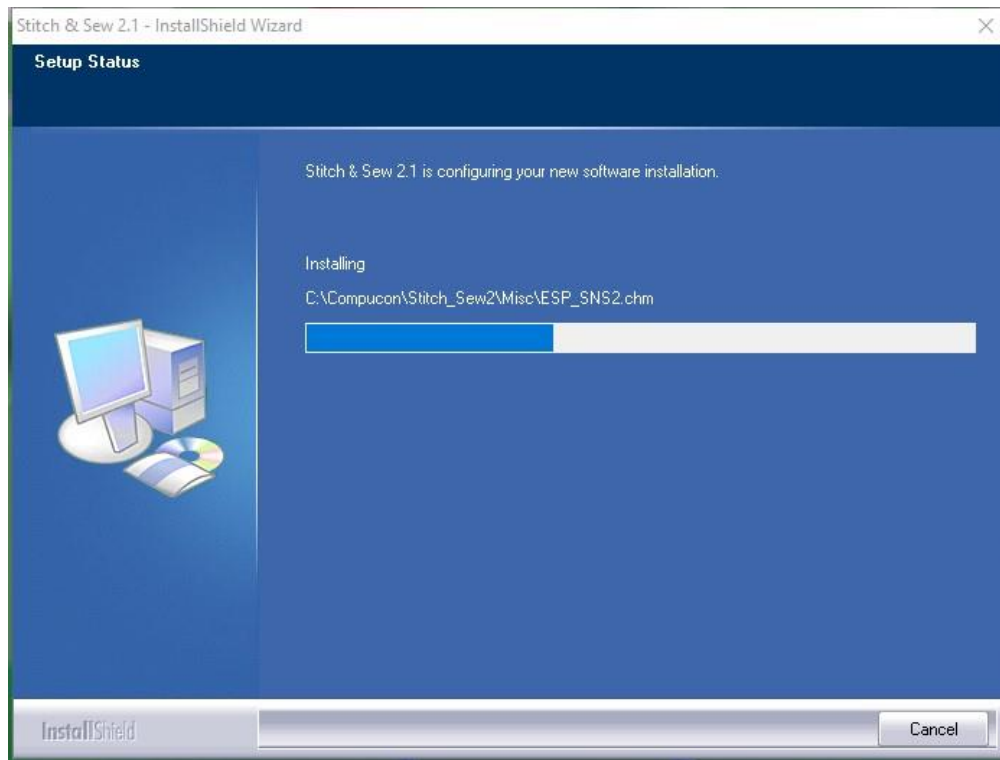 Stitch & Sew 2.1 - InstallShield Wizard
Setup Status
Stitch & Sew 2.1 is configuring your new software installation.
Installing
C:\Compucon\Stitch_Sew2\Misc\ESP_SNS2.chm
InstallShield
Cancel